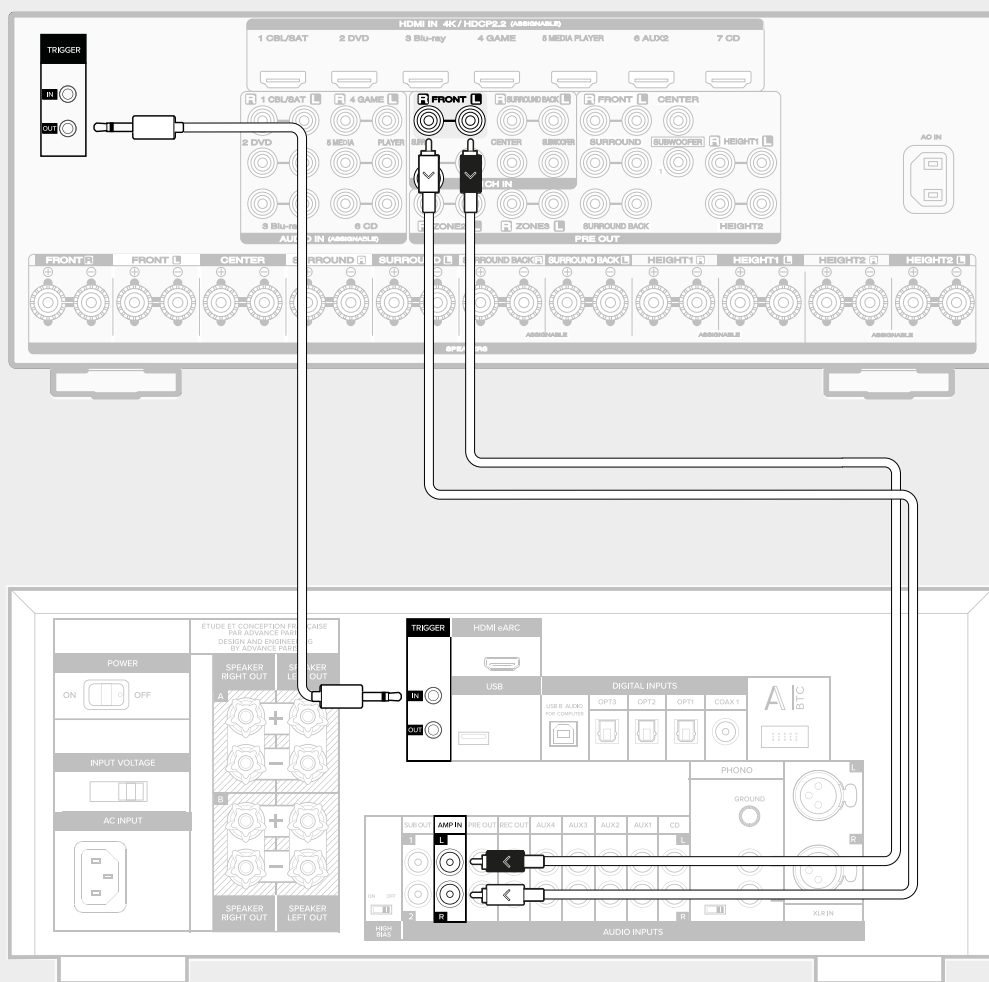 HDMI IN 4K / HDCP2.2 (ASSIGNABLE)
1 CBL/SAT 2 DVD 3 Blu-ray 4 GAME 5 MEDIA PLAYER 6 AUX2 7 CD
TRIGGER
IN
OUT
R 1 CBL/SAT L R 4 GAME L R FRONT L R SURROUND BACK L R FRONT L CENTER
2 DVD 5 MEDIA PLAYER CENTER SUBWOOFER SURROUND SUBWOOFER R HEIGHT1 L
1
AC IN
CH IN
3 Blu-ra 6 CD R ZONE2 R ZONE3 L SURROUND BACK HEIGHT2
AUDIO IN (ASSIGNABLE) PRE OUT
FRONT R FRONT L CENTER SURROUND R SURROUND L SURROUND BACK R SURROUND BACK L HEIGHT1 R HEIGHT1 L HEIGHT2 R HEIGHT2 L
ASSIGNABLE ASSIGNABLE ASSIGNABLE
SPEAKERS
ÉTUDE ET CONCEPTION FRANÇAISE
PAR ADVANCE PARIS
DESIGN AND ENGINEERING
BY ADVANCE PARIS
POWER
ON OFF
INPUT VOLTAGE
AC INPUT
SPEAKER RIGHT OUT
SPEAKER LEFT OUT
A
+
-
B
+
-
SPEAKER RIGHT OUT
SPEAKER LEFT OUT
TRIGGER
IN
OUT
HDMI eARC
USB
DIGITAL INPUTS
USB B AUDIO
FOR COMPUTER
OPT3 OPT2 OPT1 COAX 1
A BTC
PHONO
GROUND
L
R
XLR IN
SUB OUT AMP IN PRE OUT REC OUT AUX4 AUX3 AUX2 AUX1 CD
1 L L
ON OFF
2 R R
HIGH BIAS
AUDIO INPUTS